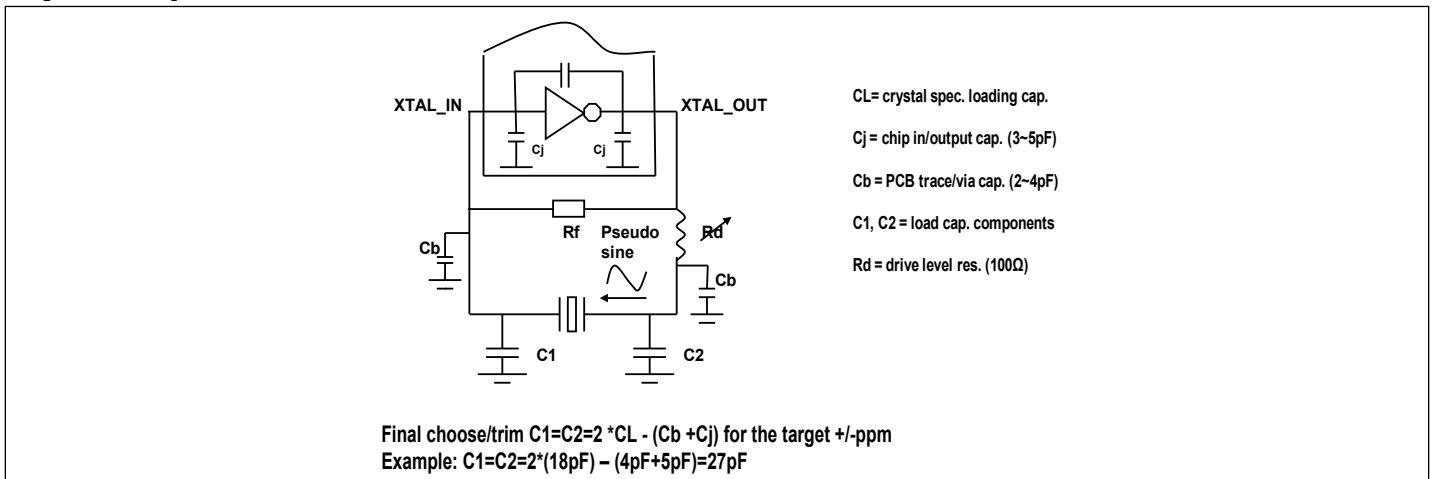 XTAL_IN
XTAL_OUT
Cj
Cj
Rf
Pseudo
sine
Rd
Cb
Cb
C1
C2
CL= crystal spec. loading cap.
Cj = chip in/output cap. (3~5pF)
Cb = PCB trace/via cap. (2~4pF)
C1, C2 = load cap. components
Rd = drive level res. (100Ω)
Final choose/trim C1=C2=2 *CL - (Cb +Cj) for the target +/-ppm
Example: C1=C2=2*(18pF) – (4pF+5pF)=27pF